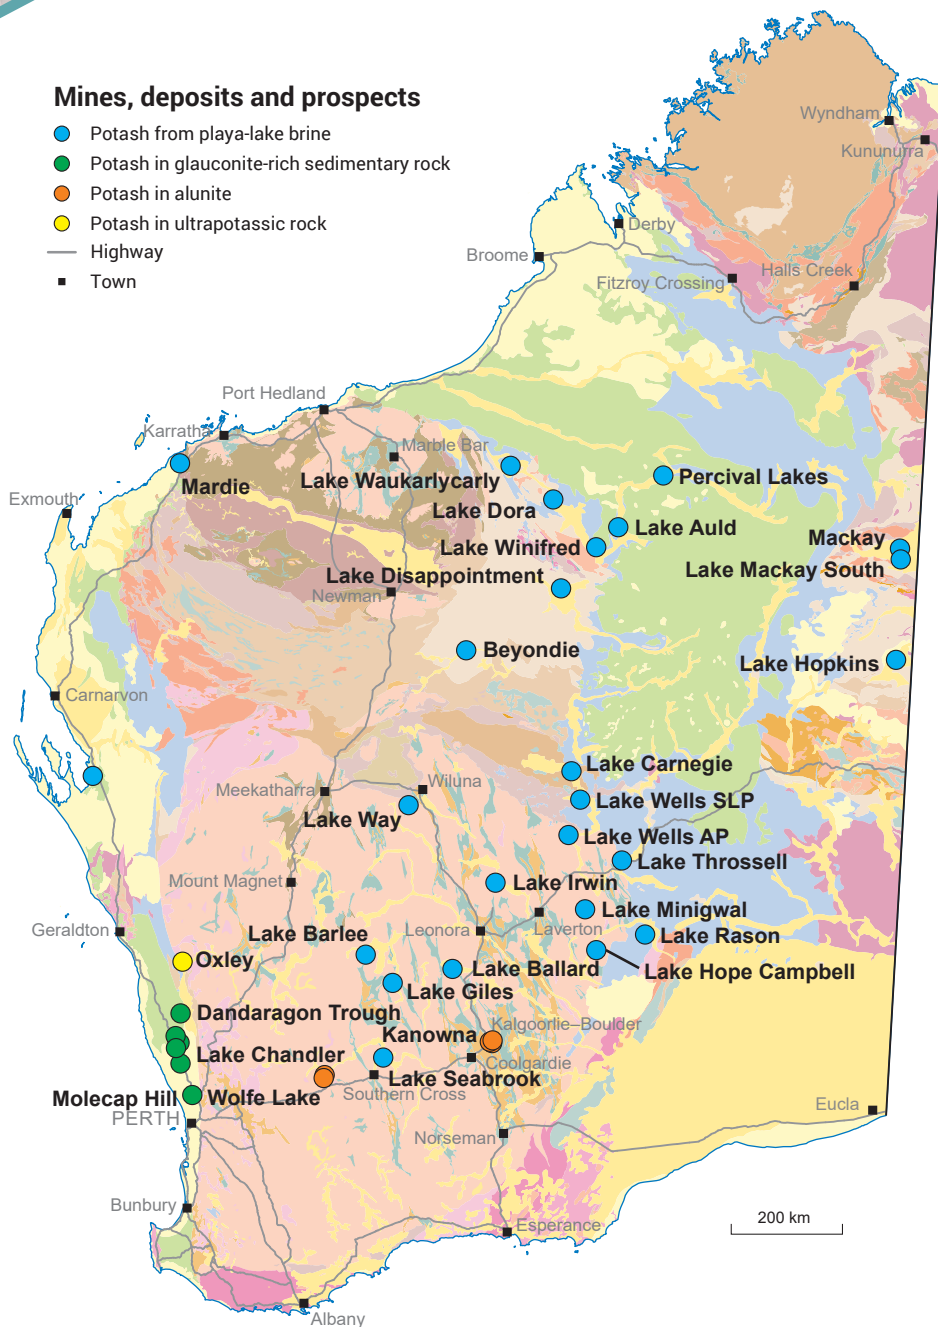 Mines, deposits and prospects
Potash from playa-lake brine
Potash in glauconite-rich sedimentary rock
Potash in alunite
Potash in ultrapotassic rock
Highway
Town
Wyndham
Kununurra
Derby
Broome
Halls Creek
Fitzroy Crossing
Port Hedland
Karratha
Marble Bar
Mardie
Lake Waukarlycarly
Percival Lakes
Exmouth
Lake Dora
Lake Auld
Mackay
Lake Winifred
Lake Mackay South
Lake Disappointment
Newman
Beyondie
Lake Hopkins
Carnarvon
Lake Carnegie
Meekatharra
Wiluna
Lake Wells SLP
Lake Way
Lake Wells AP
Lake Throssell
Mount Magnet
Lake Irwin
Lake Minigwal
Geraldton
Lake Barlee
Leonora
Laverton
Lake Rason
Oxley
Lake Ballard
Lake Hope Campbell
Lake Giles
Dandaragon Trough
Kalgoorlie–Boulder
Kanowna
Lake Chandler
Coolgardie
Lake Seabrook
Southern Cross
Molecap Hill
Wolfe Lake
PERTH
Eucla
Norseman
Bunbury
200 km
Esperance
Albany